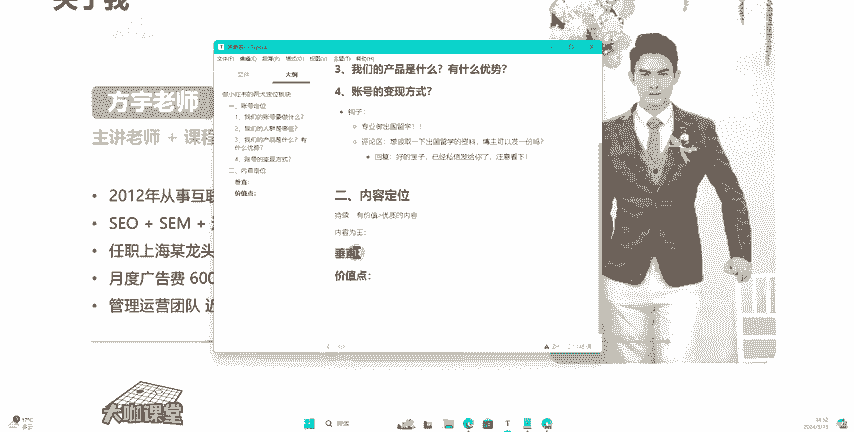 关于我
方宇老师
主讲老师 + 课程
• 2012年从事互联
• SEO + SEM +
• 任职上海某龙头
• 月度广告费 600
• 管理运营团队 近
大咖课堂
文件(F) 编辑(E) 段落(P) 格式(O) 视图(V) 主题(T) 帮助(H)
文件 大纲
做小红书的四大定位板块
一、账号定位
1、我们的账号要做什么？
2、我们的人群是哪些？
3、我们的产品是什么？有
什么优势？
4、账号的变现方式？
二、内容定位
垂直：
价值点：
3、我们的产品是什么？有什么优势？
4、账号的变现方式？
• 例子：
专业做出国留学！！
评论区：想领取一下出国留学的资料，博主可以发一份吗？
回复：好的宝子，已经私信发给你了，注意看下！
二、内容定位
持续 有价值>优质的内容
内容为王：
垂直
价值点：
17°C
多云
搜索